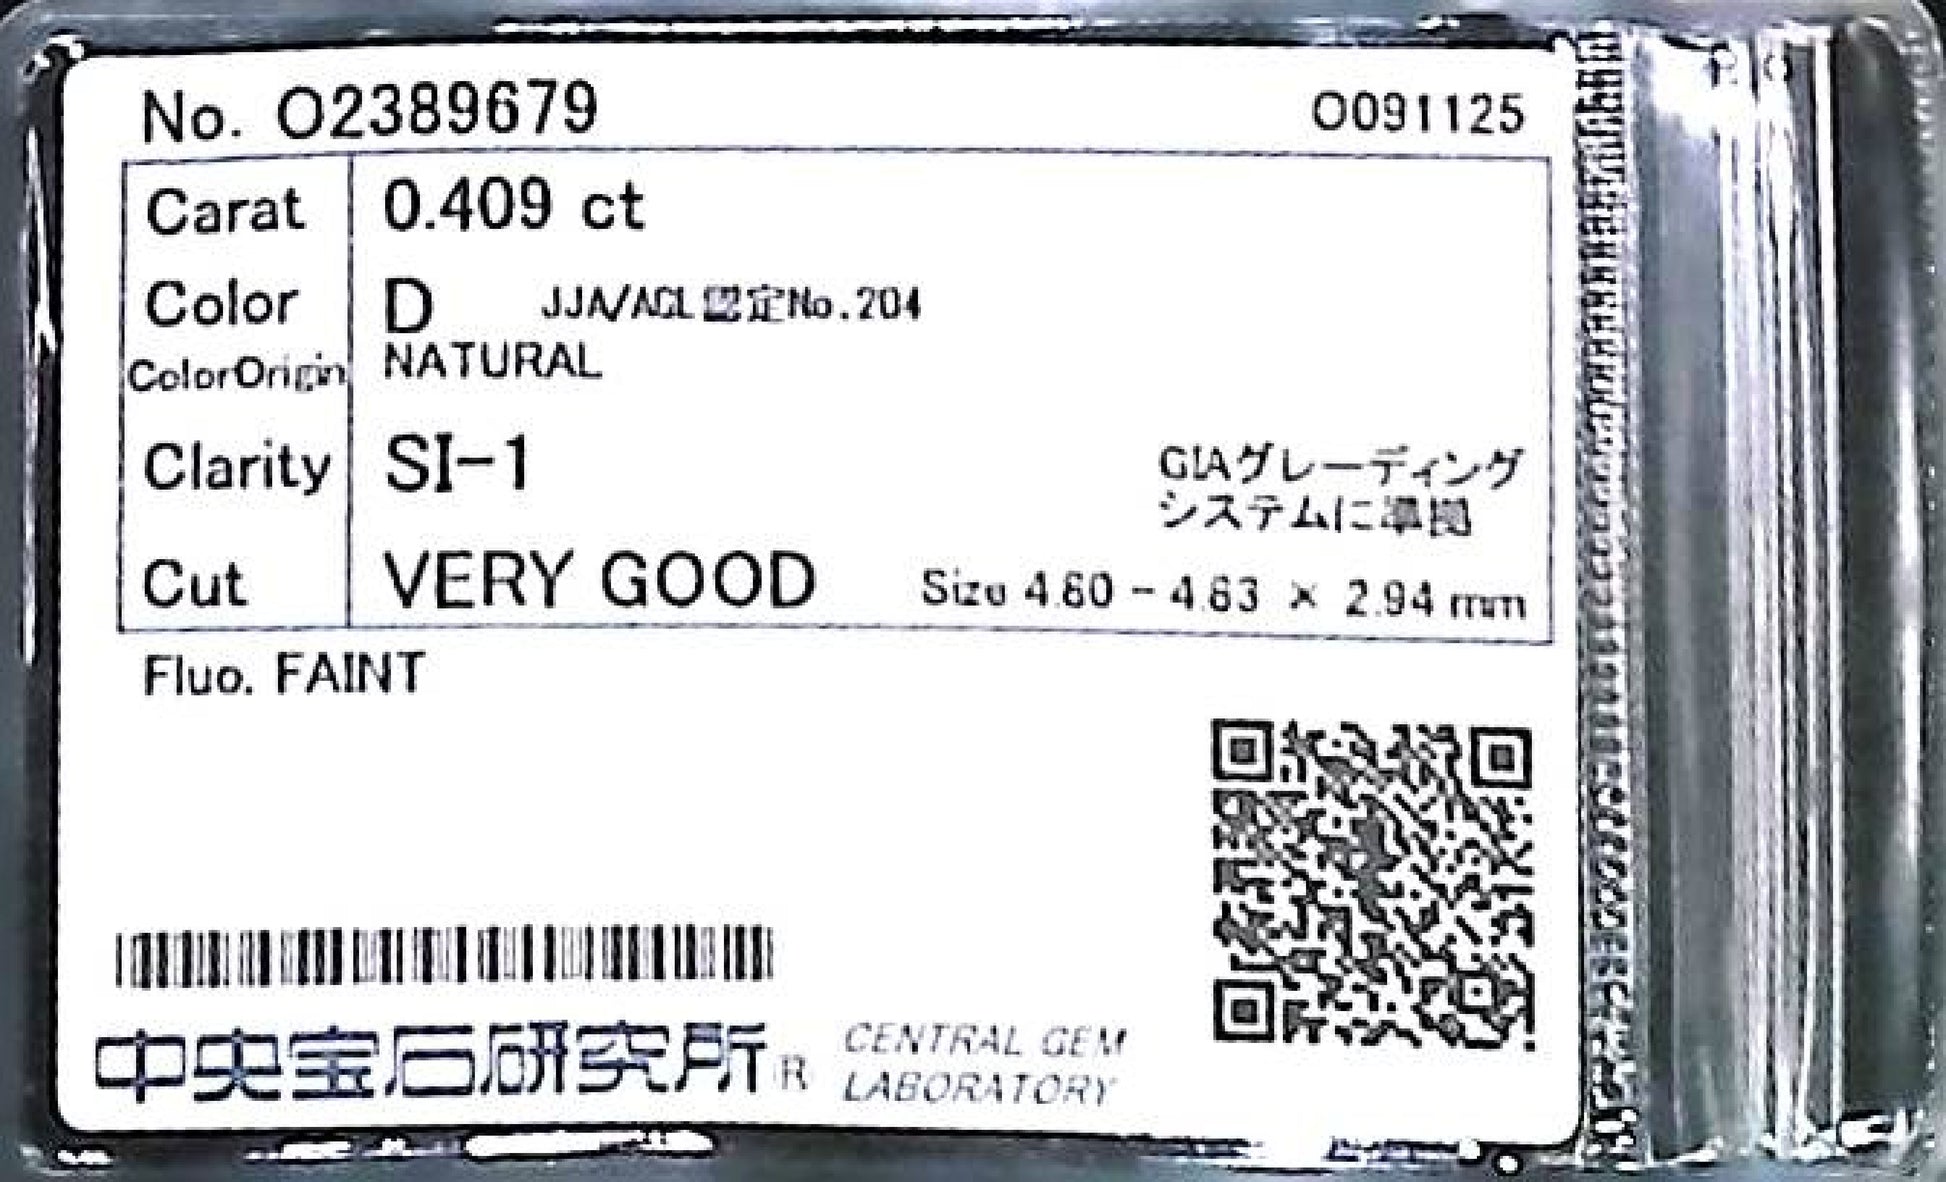 No. O2389679 O091125
Carat 0.409 ct
Color D JJA/AGL認定No.204
ColorOrigin NATURAL
Clarity SI-1
GIAグレーディング
システムに準拠
Cut VERY GOOD Size 4.60 - 4.63 × 2.94 mm
Fluo. FAINT
中央宝石研究所 R CENTRAL GEM
LABORATORY